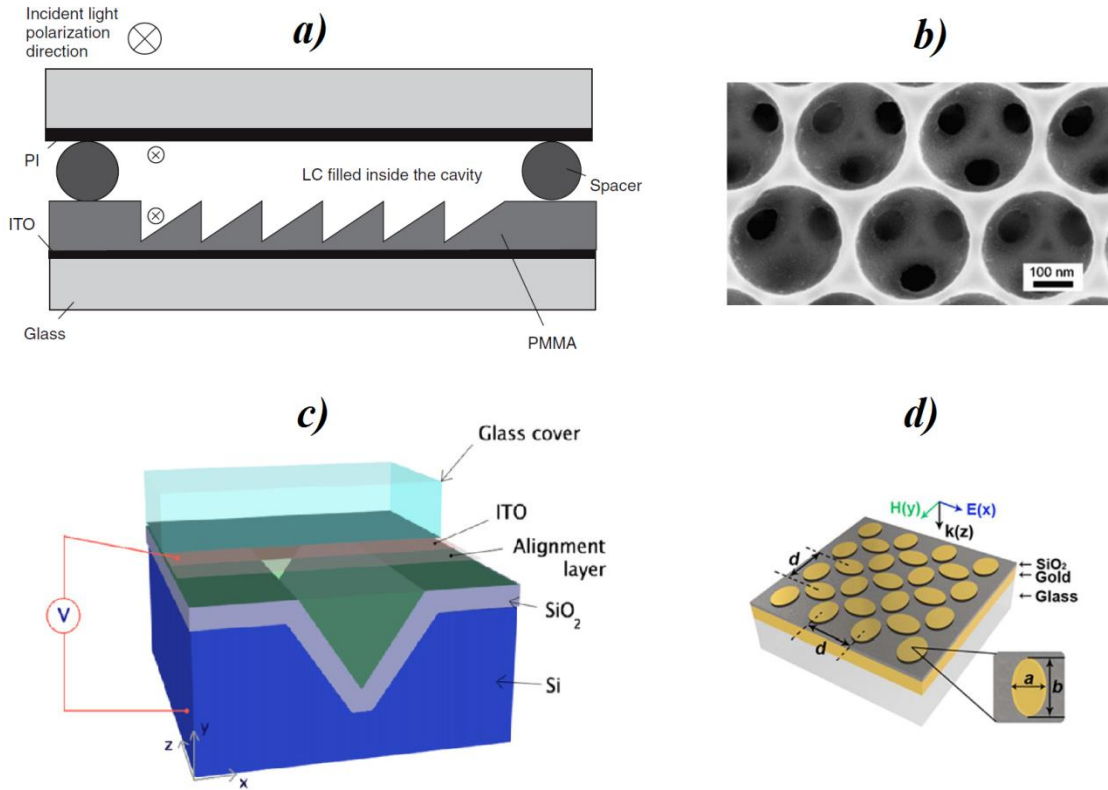 a)
Incident light
polarization
direction
PI
LC filled inside the cavity
Spacer
ITO
Glass
PMMA
b)
100 nm
c)
Glass cover
ITO
Alignment
layer
SiO₂
Si
V
y
z
x
d)
H(y)
E(x)
k(z)
d
SiO₂
Gold
Glass
d
a
b